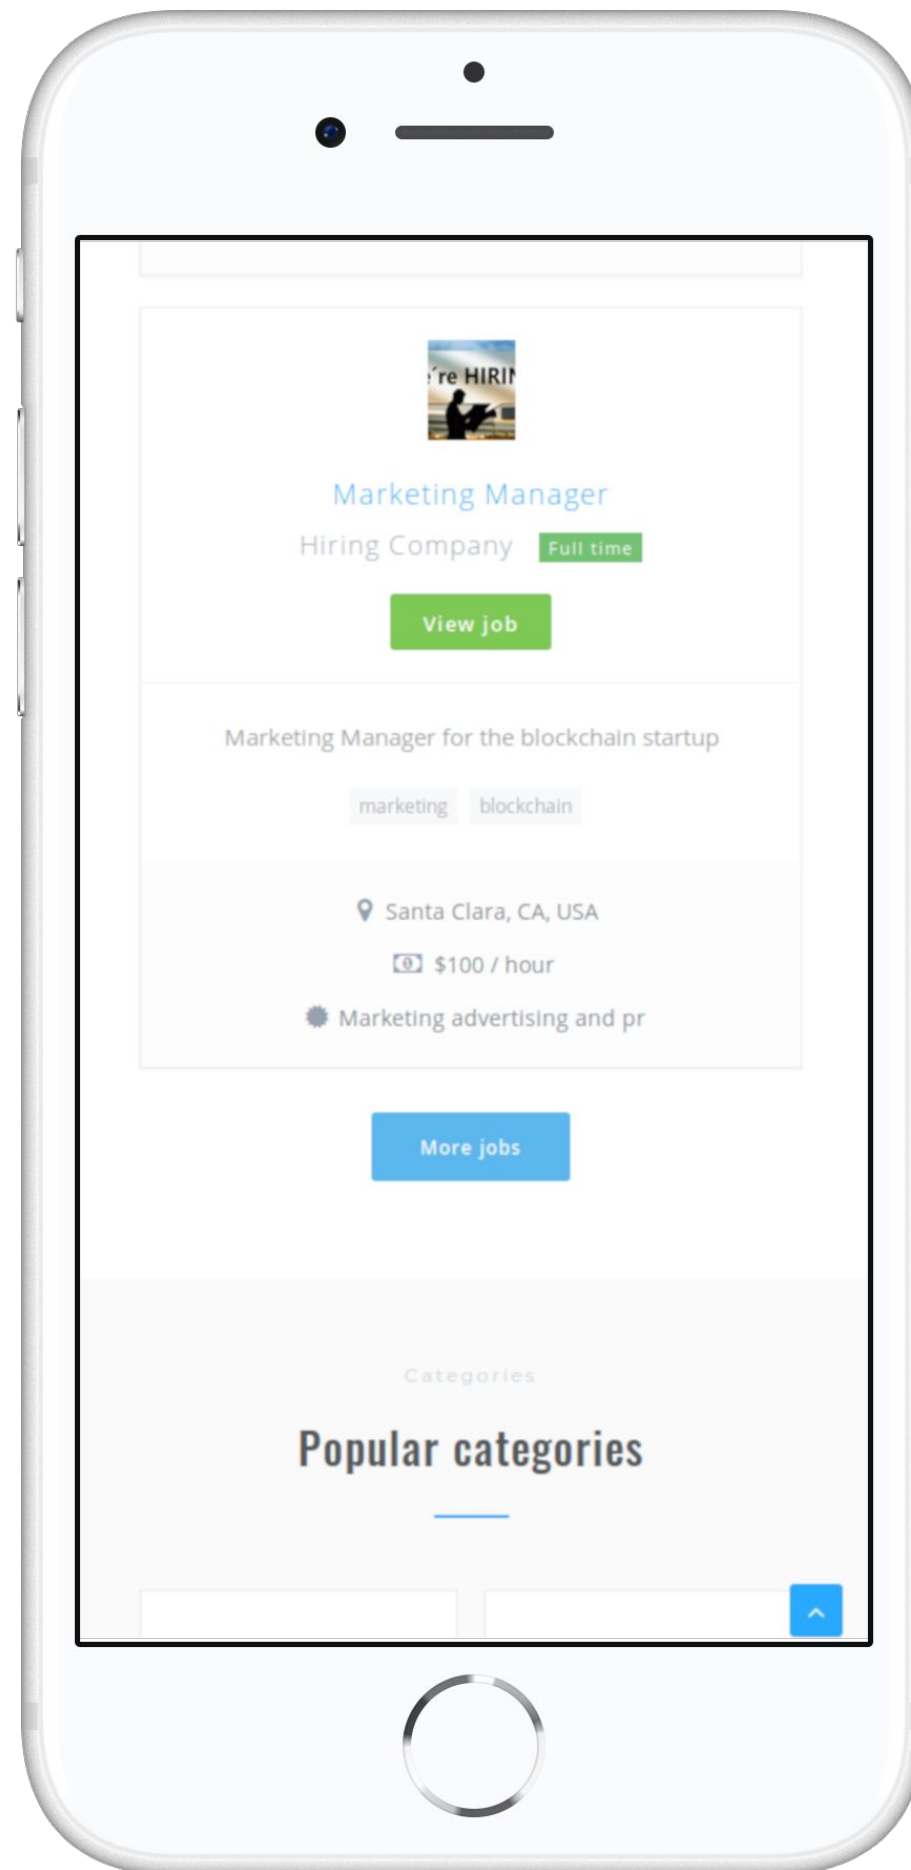 're HIRIN
Marketing Manager
Hiring Company Full time
View job
Marketing Manager for the blockchain startup
marketing blockchain
Santa Clara, CA, USA
$100 / hour
Marketing advertising and pr
More jobs
Categories
Popular categories